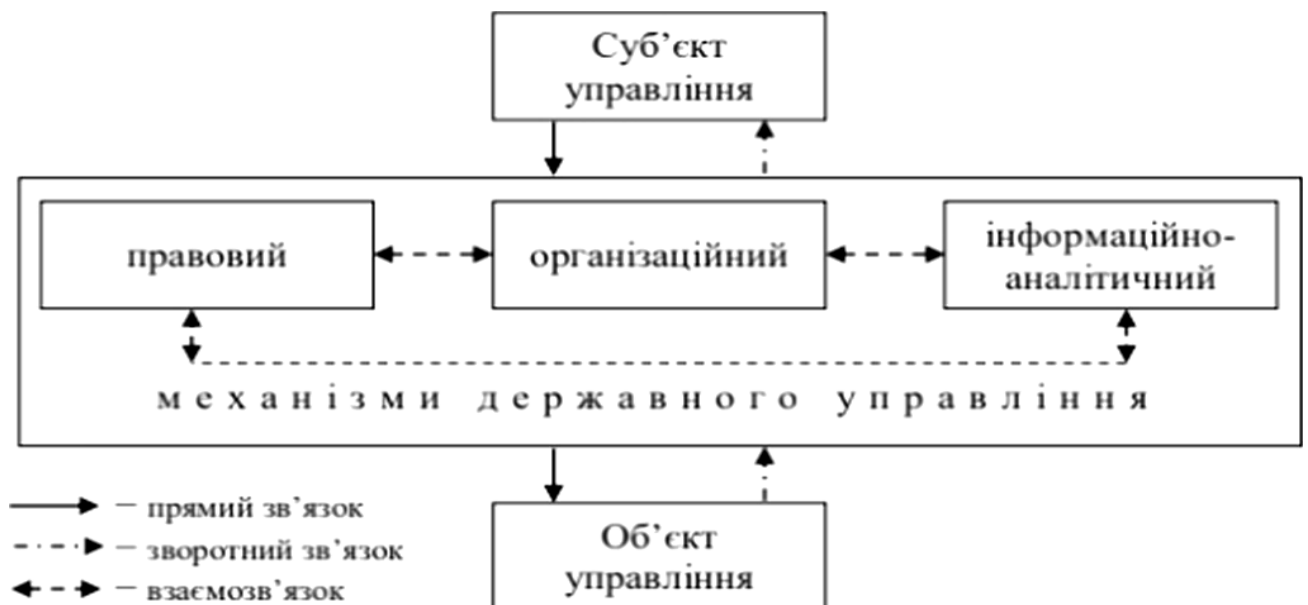 Суб’єкт
управління
правовий
організаційний
інформаційно-
аналітичний
механізми державного управління
— прямий зв’язок
— зворотний зв’язок
— взаємозв’язок
Об’єкт
управління